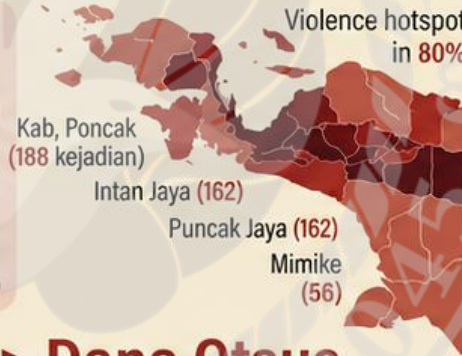 Violence hotspot
in 80%
Kab, Poncak
(188 kejadian)
Intan Jaya (162)
Puncak Jaya (162)
Mimike
(56)